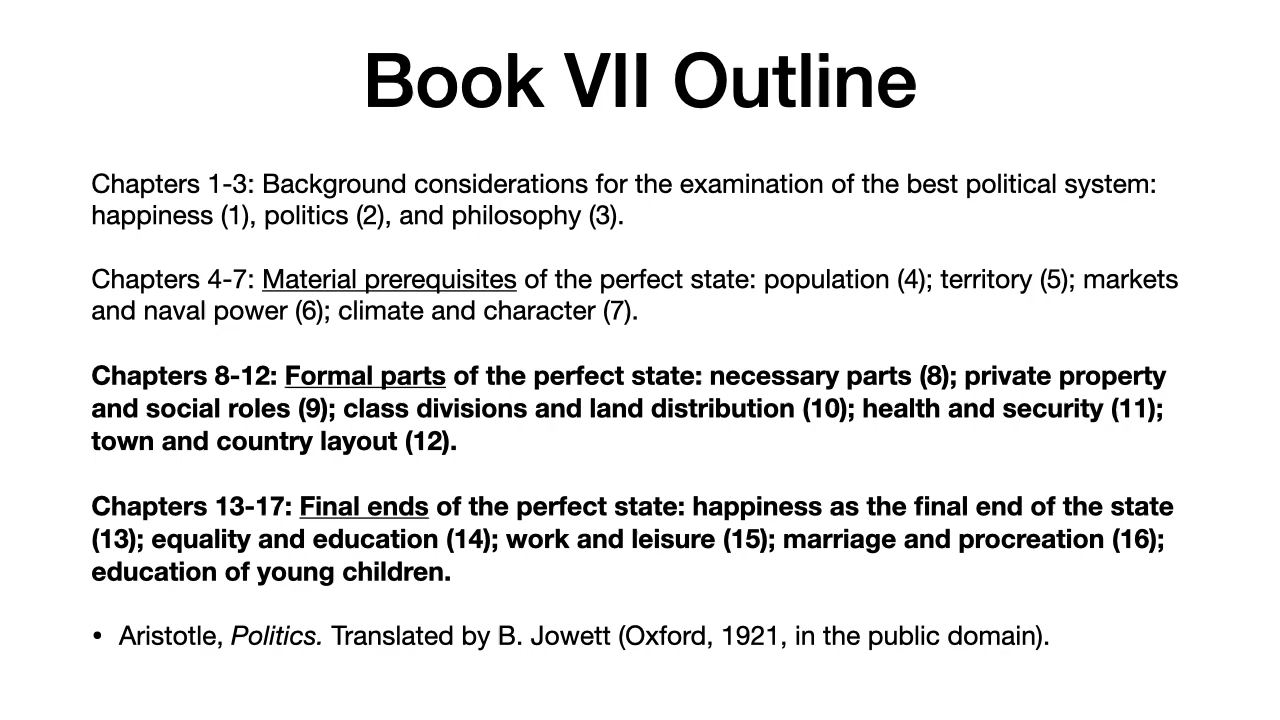 Book VII Outline
Chapters 1-3: Background considerations for the examination of the best political system:
happiness (1), politics (2), and philosophy (3).
Chapters 4-7: Material prerequisites of the perfect state: population (4); territory (5); markets
and naval power (6); climate and character (7).
Chapters 8-12: Formal parts of the perfect state: necessary parts (8); private property
and social roles (9); class divisions and land distribution (10); health and security (11);
town and country layout (12).
Chapters 13-17: Final ends of the perfect state: happiness as the final end of the state
(13); equality and education (14); work and leisure (15); marriage and procreation (16);
education of young children.
• Aristotle, Politics. Translated by B. Jowett (Oxford, 1921, in the public domain).